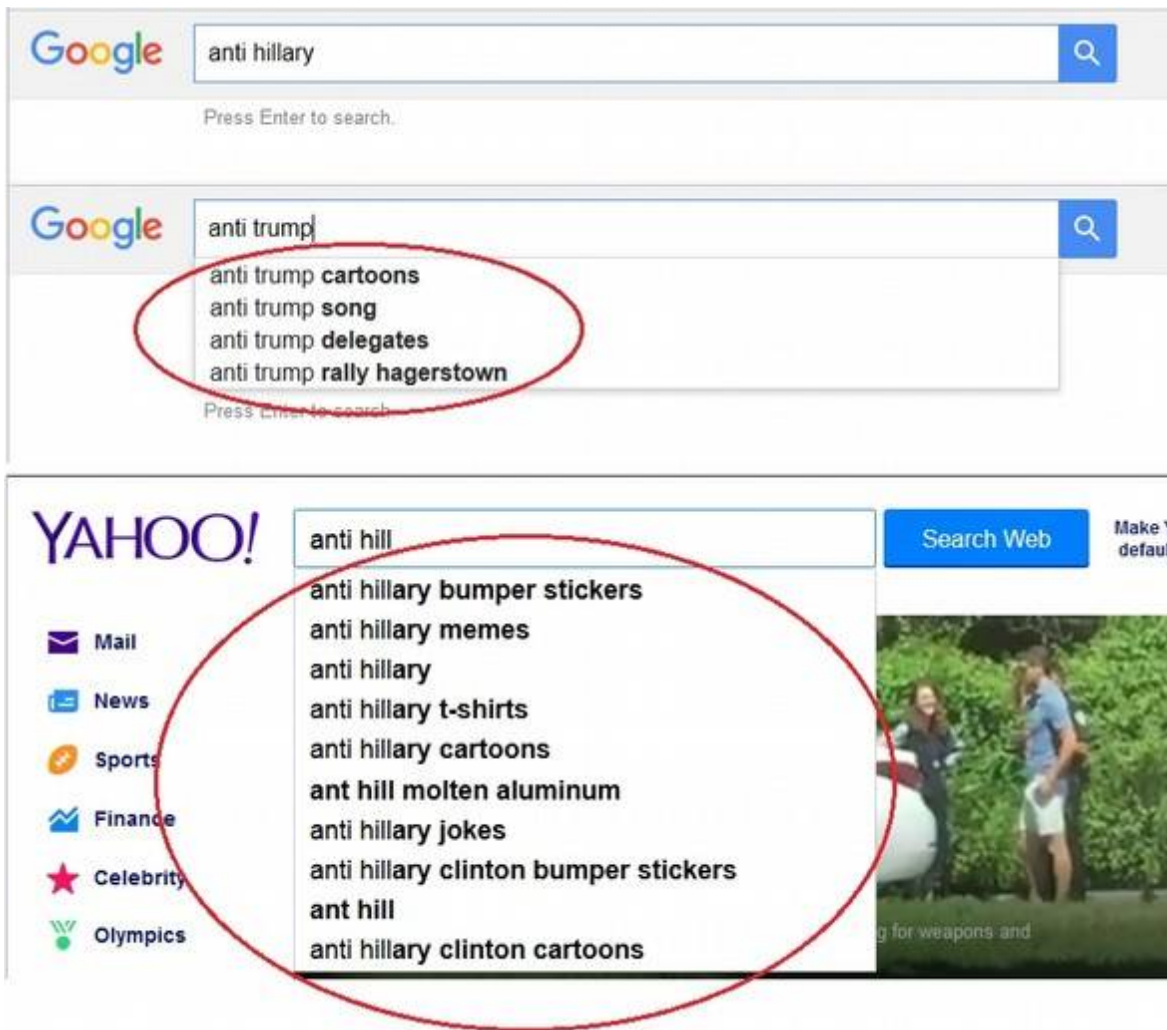 Google
anti hillary
Press Enter to search.
Google
anti trump
anti trump cartoons
anti trump song
anti trump delegates
anti trump rally hagerstown
Press Enter to search
YAHOO!
anti hill
Search Web
Make
anti hillary bumper stickers
anti hillary memes
anti hillary
anti hillary t-shirts
anti hillary cartoons
ant hill molten aluminum
anti hillary jokes
anti hillary clinton bumper stickers
ant hill
anti hillary clinton cartoons
Mail
News
Sports
Finance
Celebrity
Olympics
for weapons and